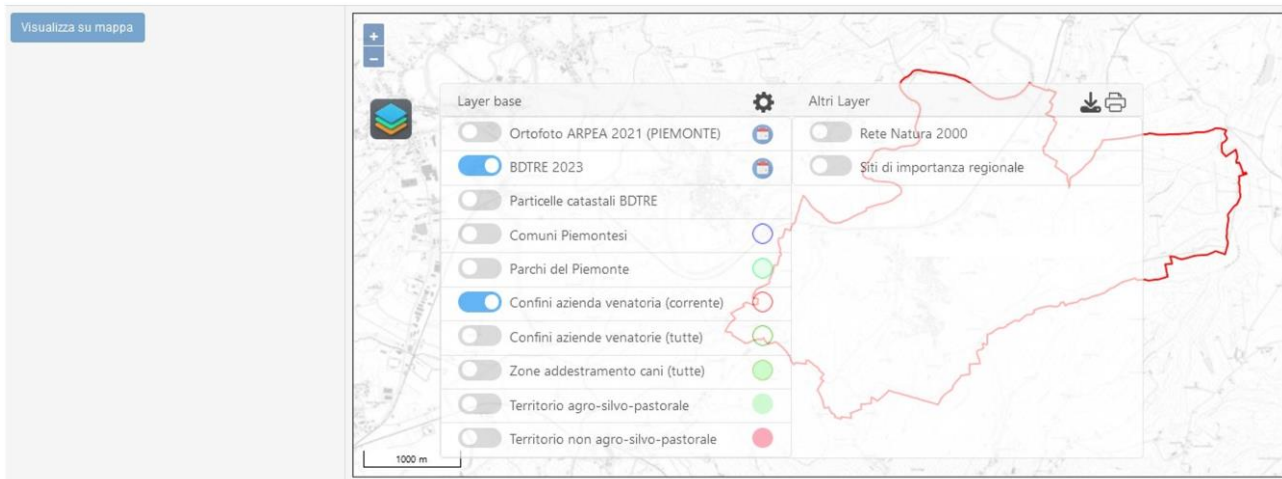 Visualizza su mappa
+
−
Layer base
Ortofoto ARPEA 2021 (PIEMONTE)
BDTRE 2023
Particelle catastali BDTRE
Comuni Piemontesi
Parchi del Piemonte
Confini azienda venatoria (corrente)
Confini aziende venatorie (tutte)
Zone addestramento cani (tutte)
Territorio agro-silvo-pastorale
Territorio non agro-silvo-pastorale
Altri Layer
Rete Natura 2000
Siti di importanza regionale
1000 m